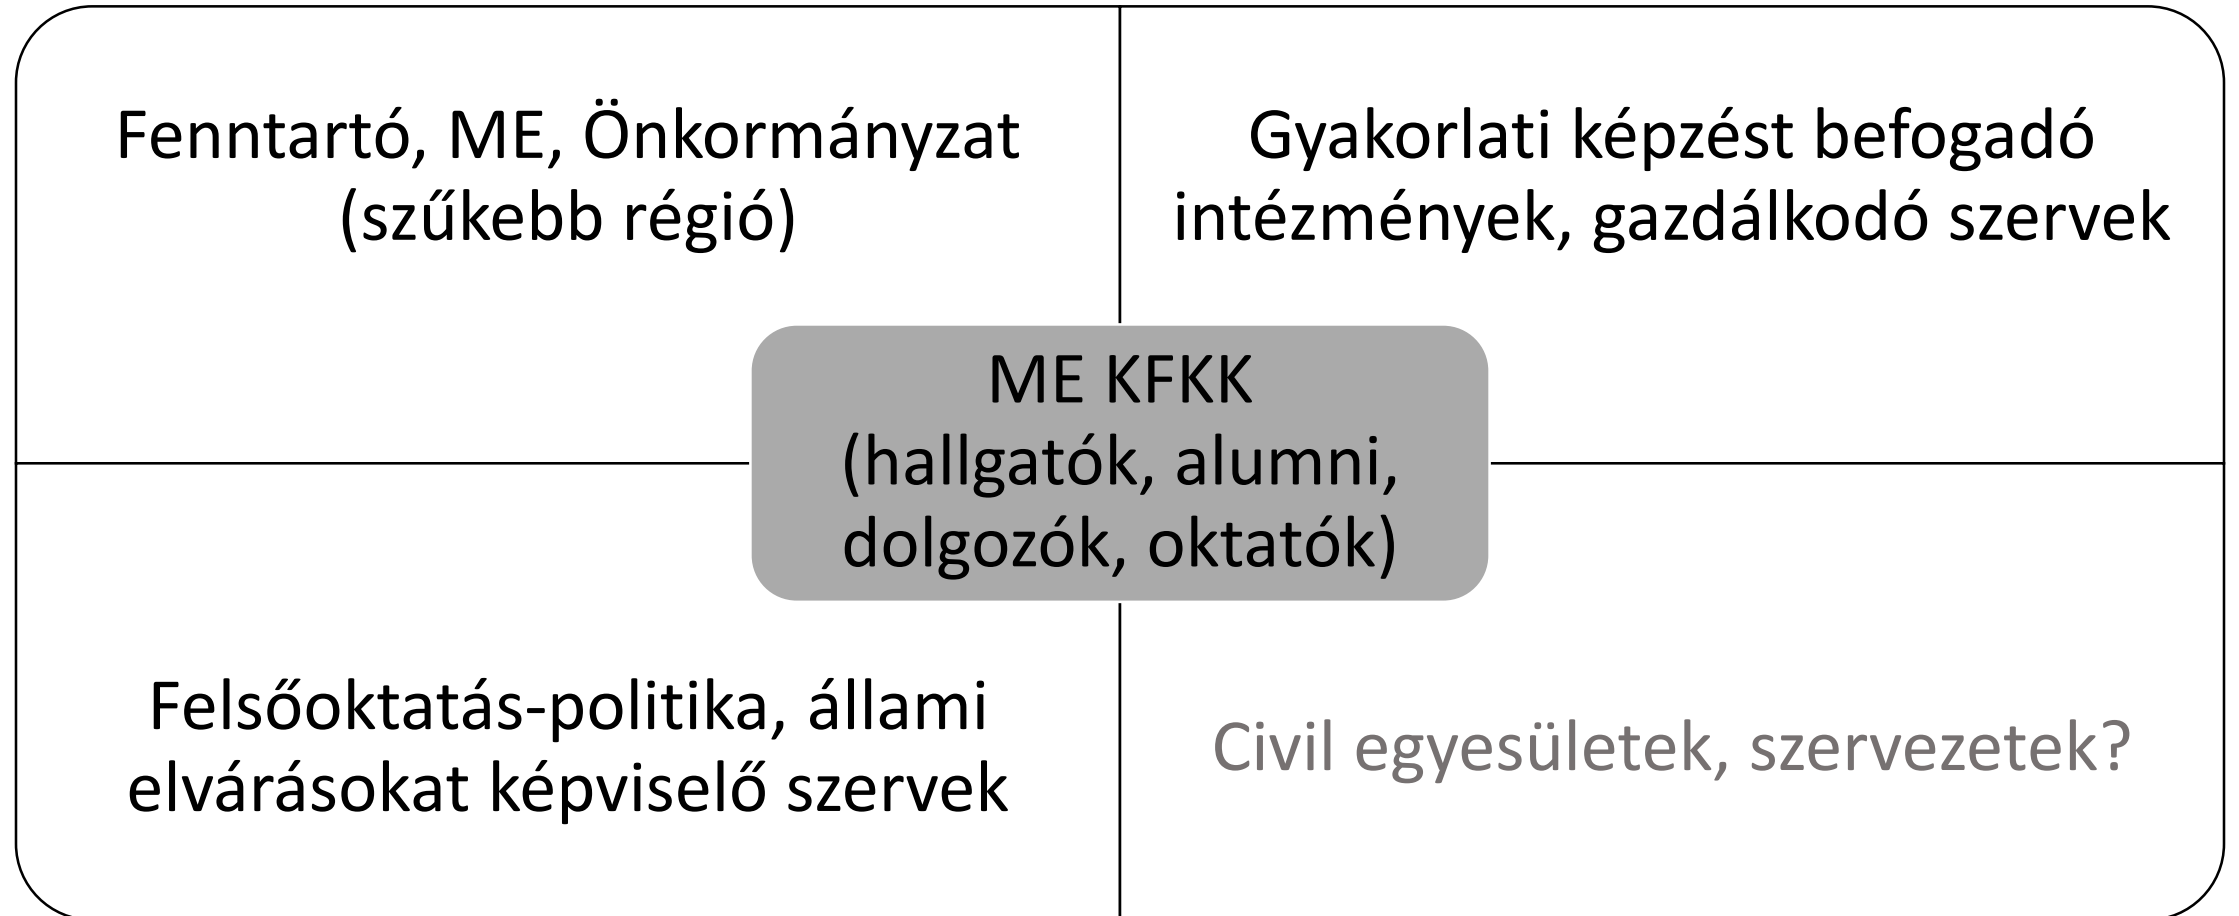 Fenntartó, ME, Önkormányzat
(szűkebb régió)
Gyakorlati képzést befogadó
intézmények, gazdálkodó szervek
ME KFKK
(hallgatók, alumni,
dolgozók, oktatók)
Felsőoktatás-politika, állami
elvárásokat képviselő szervek
Civil egyesületek, szervezetek?